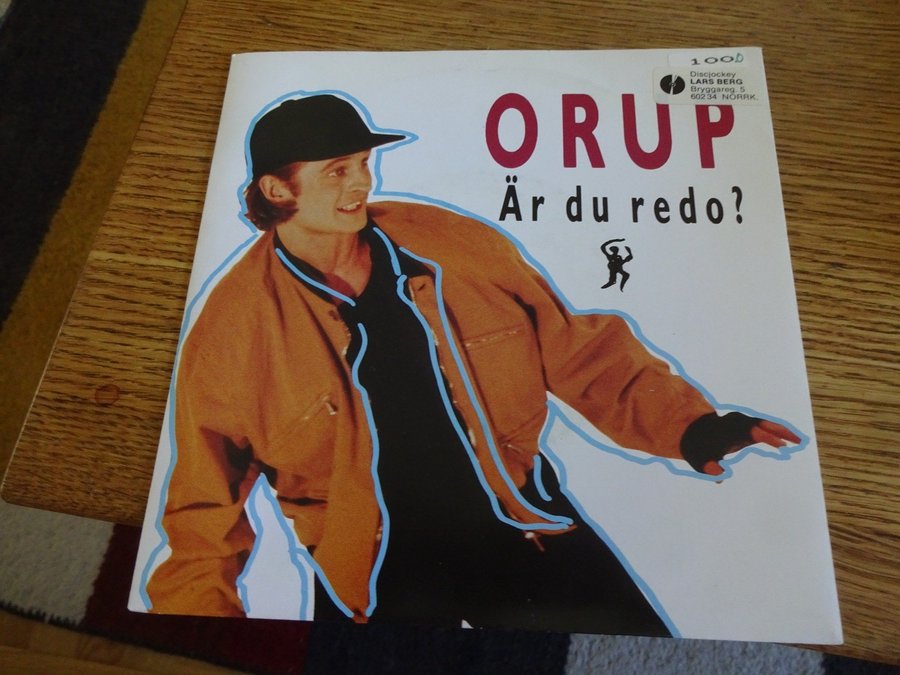 100:-
Discjockey
LARS BERG
Bryggareg. 5
602 34 NORRK.
ORUP
Är du redo?